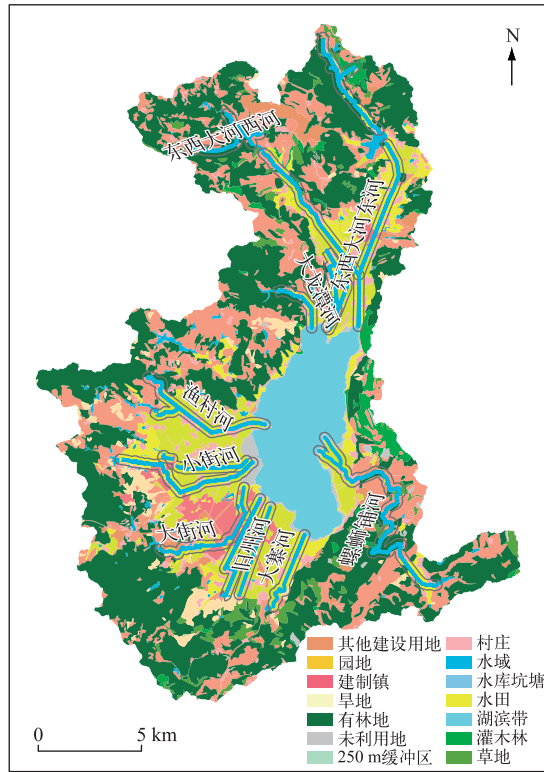 N
东西大河西河
东西大河东河
大龙潭河
渔村河
小街河
大街河
旧洲河
大寨河
螺蛳铺河
其他建设用地
园地
建制镇
旱地
有林地
未利用地
250 m缓冲区
村庄
水域
水库坑塘
水田
湖滨带
灌木林
草地
0 5 km